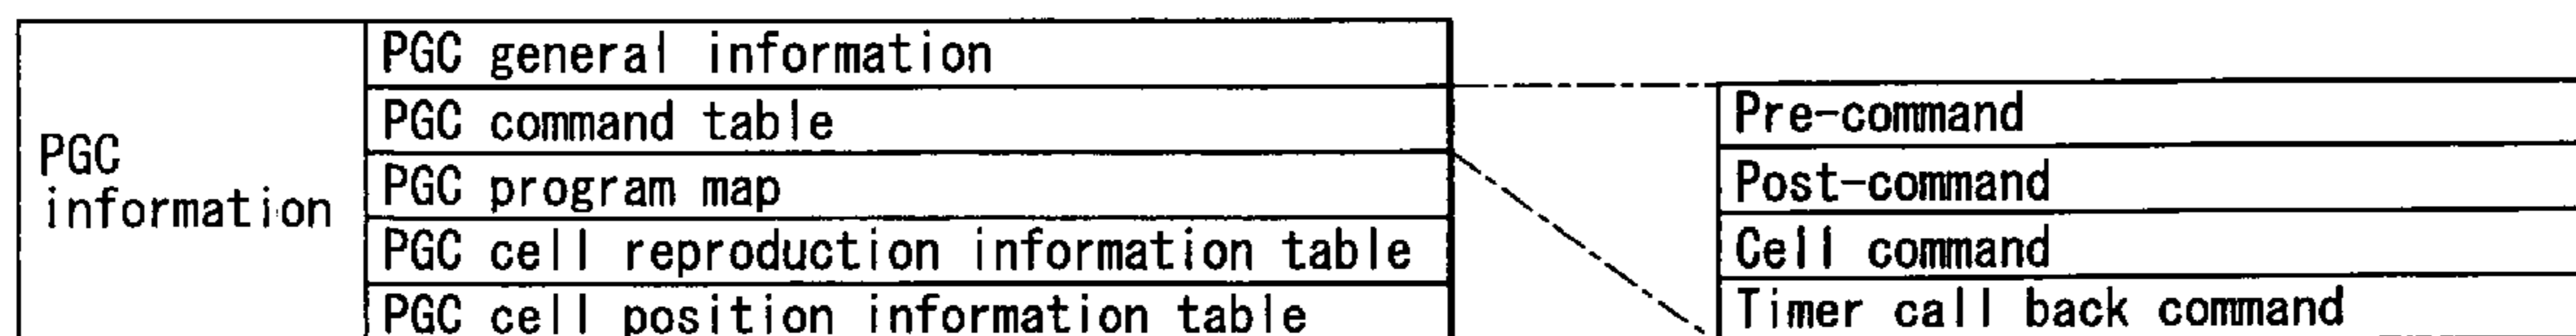 PGC
information
PGC general information
PGC command table
PGC program map
PGC cell reproduction information table
PGC cell position information table
Pre-command
Post-command
Cell command
Timer call back command